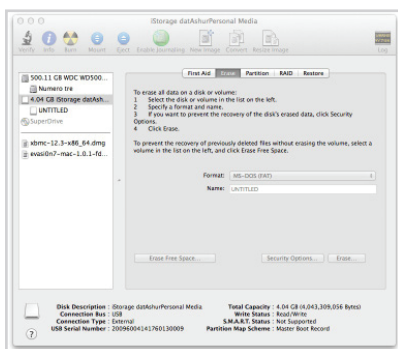 iStorage datAshurPersonal Media
Verify Info Burn Mount Eject Enable Journaling New Image Convert Resize Image Log
500.11 GB WDC WD500...
Numero tre
4.04 GB iStorage datAsh...
UNTITLED
SuperDrive
xbmc-12.3-x86_64.dmg
evasi0n7-mac-1.0.1-fd...
First Aid Erase Partition RAID Restore
To erase all data on a disk or volume:
1 Select the disk or volume in the list on the left.
2 Specify a format and name.
3 If you want to prevent the recovery of the disk's erased data, click Security
Options.
4 Click Erase.
To prevent the recovery of previously deleted files without erasing the volume, select a
volume in the list on the left, and click Erase Free Space.
Format: MS-DOS (FAT)
Name: UNTITLED
Erase Free Space... Security Options... Erase...
Disk Description : iStorage datAshurPersonal Media Total Capacity : 4.04 GB (4,043,309,056 Bytes)
Connection Bus : USB Write Status : Read/Write
Connection Type : External S.M.A.R.T. Status : Not Supported
USB Serial Number : 20096004141760130009 Partition Map Scheme : Master Boot Record
?